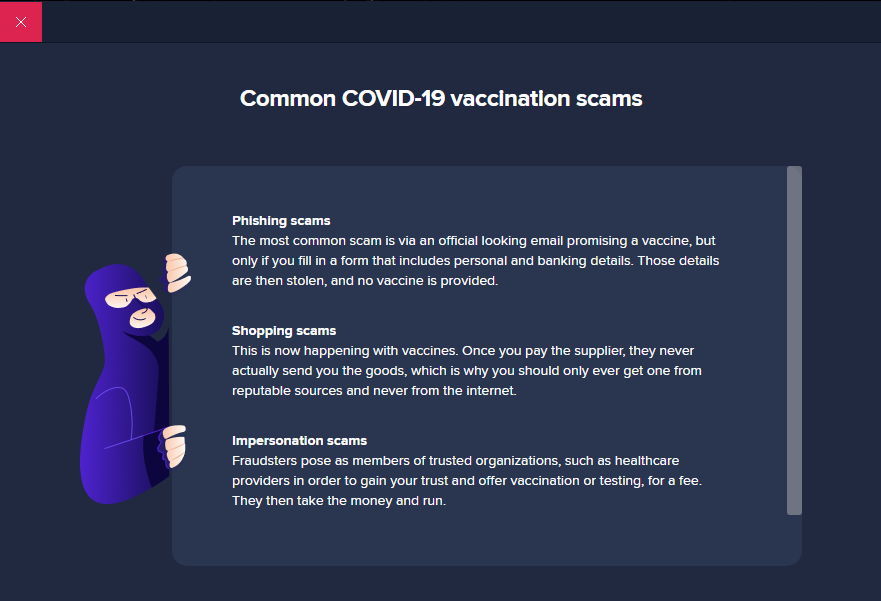 Common COVID-19 vaccination scams
Phishing scams
The most common scam is via an official looking email promising a vaccine, but
only if you fill in a form that includes personal and banking details. Those details
are then stolen, and no vaccine is provided.
Shopping scams
This is now happening with vaccines. Once you pay the supplier, they never
actually send you the goods, which is why you should only ever get one from
reputable sources and never from the internet.
Impersonation scams
Fraudsters pose as members of trusted organizations, such as healthcare
providers in order to gain your trust and offer vaccination or testing, for a fee.
They then take the money and run.